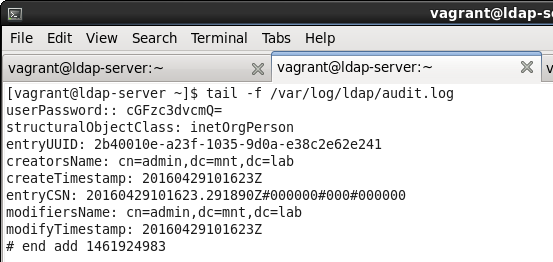 vagrant@ldap-se
File Edit View Search Terminal Tabs Help
vagrant@ldap-server:~ vagrant@ldap-server:~
[vagrant@ldap-server ~]$ tail -f /var/log/ldap/audit.log
userPassword:: cGFzc3dvcmQ=
structuralObjectClass: inetOrgPerson
entryUUID: 2b40010e-a23f-1035-9d0a-e38c2e62e241
creatorsName: cn=admin,dc=mnt,dc=lab
createTimestamp: 20160429101623Z
entryCSN: 20160429101623.291890Z#000000#000#000000
modifiersName: cn=admin,dc=mnt,dc=lab
modifyTimestamp: 20160429101623Z
# end add 1461924983